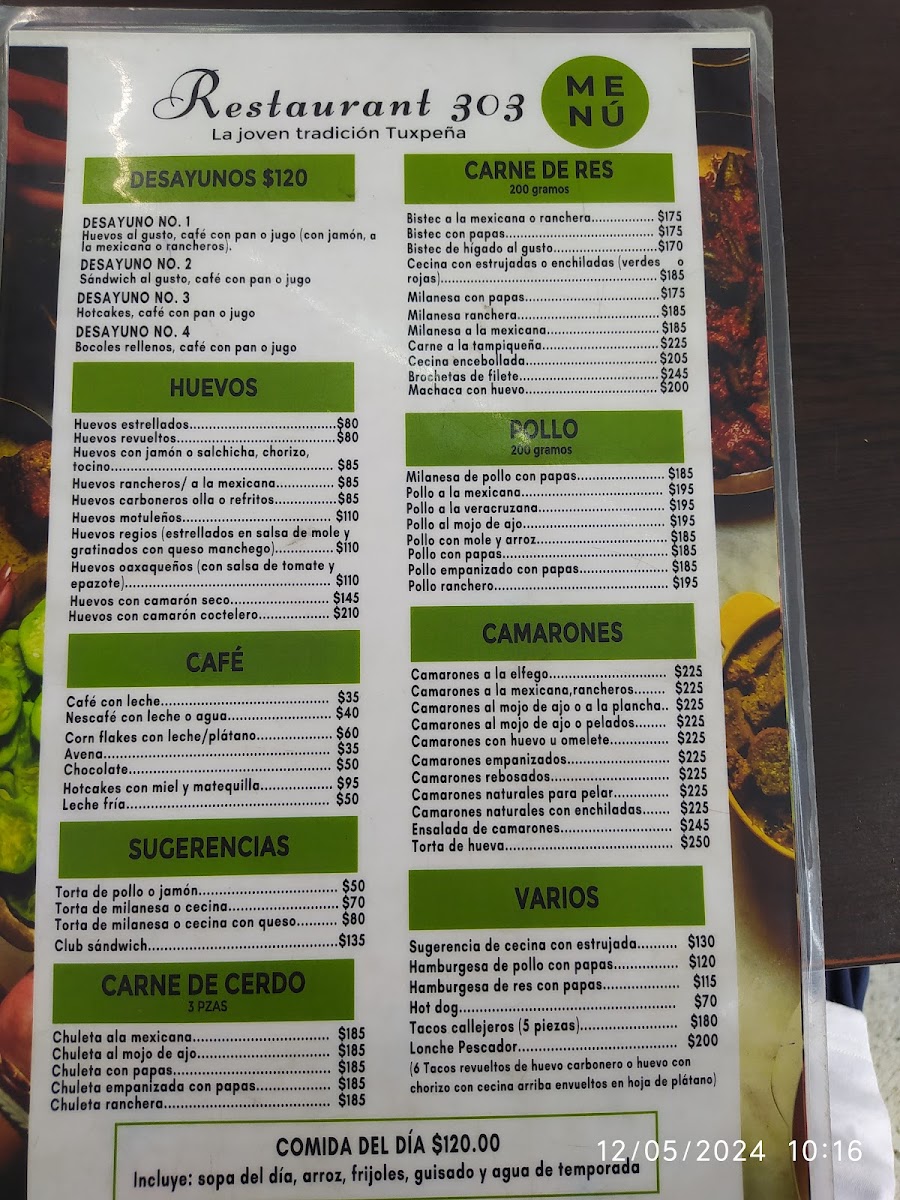 Restaurant 303
La joven tradición Tuxpeña
ME
NÚ
DESAYUNOS $120
DESAYUNO NO. 1
Huevos al gusto, café con pan o jugo (con jamón, a
la mexicana o rancheros).
DESAYUNO NO. 2
Sándwich al gusto, café con pan o jugo
DESAYUNO NO. 3
Hotcakes, café con pan o jugo
DESAYUNO NO. 4
Bocoles rellenos, café con pan o jugo
HUEVOS
Huevos estrellados...$80
Huevos revueltos...$80
Huevos con jamón o salchicha, chorizo,
tocino...$85
Huevos rancheros/ a la mexicana...$85
Huevos carboneros olla o refritos...$85
Huevos motuleños...$110
Huevos regios (estrellados en salsa de mole y
gratinados con queso manchego)...$110
Huevos oaxaqueños (con salsa de tomate y
epazote)...$110
Huevos con camarón seco...$145
Huevos con camarón coctelero...$210
CAFÉ
Café con leche...$35
Nescafé con leche o agua...$40
Corn flakes con leche/plátano...$60
Avena...$35
Chocolate...$50
Hotcakes con miel y matequilla...$95
Leche fría...$50
SUGERENCIAS
Torta de pollo o jamón...$50
Torta de milanesa o cecina...$70
Torta de milanesa o cecina con queso...$80
Club sándwich...$135
CARNE DE CERDO
3 PZAS
Chuleta ala mexicana...$185
Chuleta al mojo de ajo...$185
Chuleta con papas...$185
Chuleta empanizada con papas...$185
Chuleta ranchera...$185
CARNE DE RES
200 gramos
Bistec a la mexicana o ranchera...$175
Bistec con papas...$175
Bistec de hígado al gusto...$170
Cecina con estrujadas o enchiladas (verdes o
rojas)...$185
Milanesa con papas...$175
Milanesa ranchera...$185
Milanesa a la mexicana...$185
Carne a la tampiqueña...$225
Cecina encebollada...$205
Brochetas de filete...$245
Machaca con huevo...$200
POLLO
200 gramos
Milanesa de pollo con papas...$185
Pollo a la mexicana...$195
Pollo a la veracruzana...$195
Pollo al mojo de ajo...$195
Pollo con mole y arroz...$185
Pollo con papas...$185
Pollo empanizado con papas...$185
Pollo ranchero...$195
CAMARONES
Camarones a la elfego...$225
Camarones a la mexicana,rancheros...$225
Camarones al mojo de ajo o a la plancha..$225
Camarones al mojo de ajo o pelados...$225
Camarones con huevo u omelete...$225
Camarones empanizados...$225
Camarones rebosados...$225
Camarones naturales para pelar...$225
Camarones naturales con enchiladas...$225
Ensalada de camarones...$245
Torta de hueva...$250
VARIOS
Sugerencia de cecina con estrujada...$130
Hamburgesa de pollo con papas...$120
Hamburgesa de res con papas...$115
Hot dog...$70
Tacos callejeros (5 piezas)...$180
Lonche Pescador...$200
(6 Tacos revueltos de huevo carbonero o huevo con
chorizo con cecina arriba envueltos en hoja de plátano)
COMIDA DEL DÍA $120.00
Incluye: sopa del día, arroz, frijoles, guisado y agua de temporada
12/05/2024 10:16